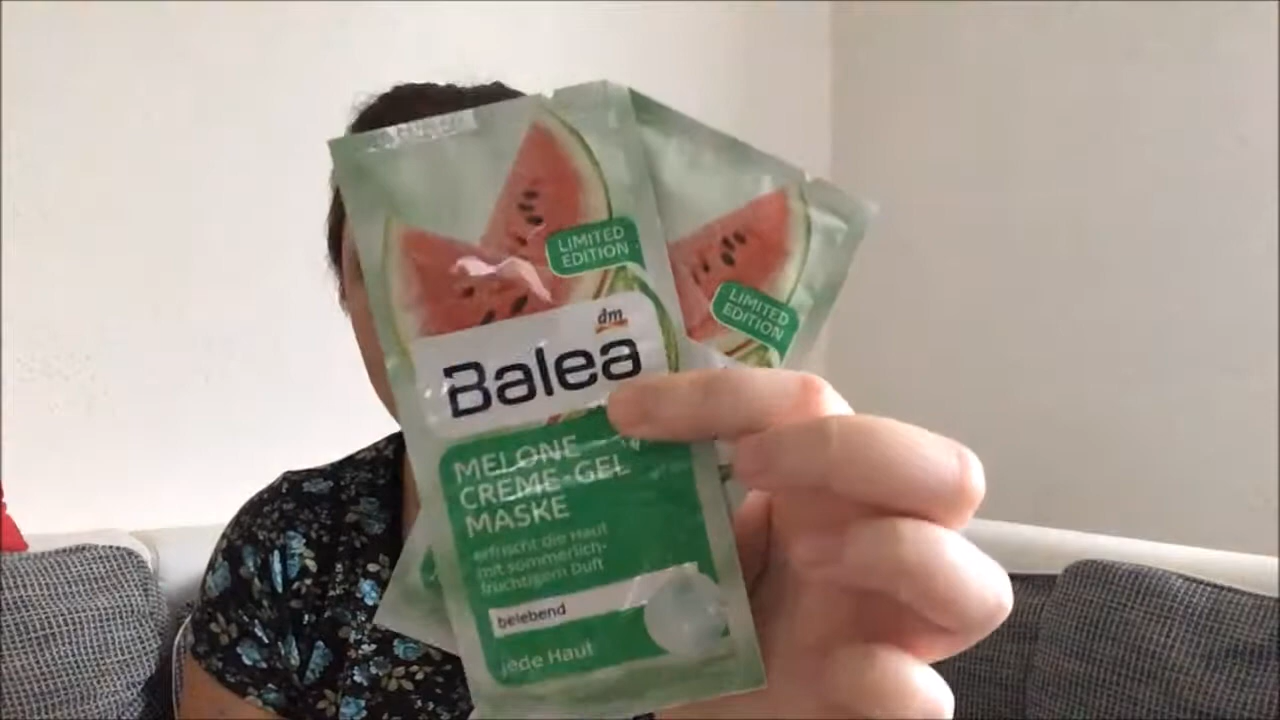 LIMITED
EDITION
dm
Balea
MELONE
CREME-GEL
MASKE
erfrischt die Haut
mit sommerlich-
fruchtigem Duft
belebend
jede Haut
LIMITED
EDITION